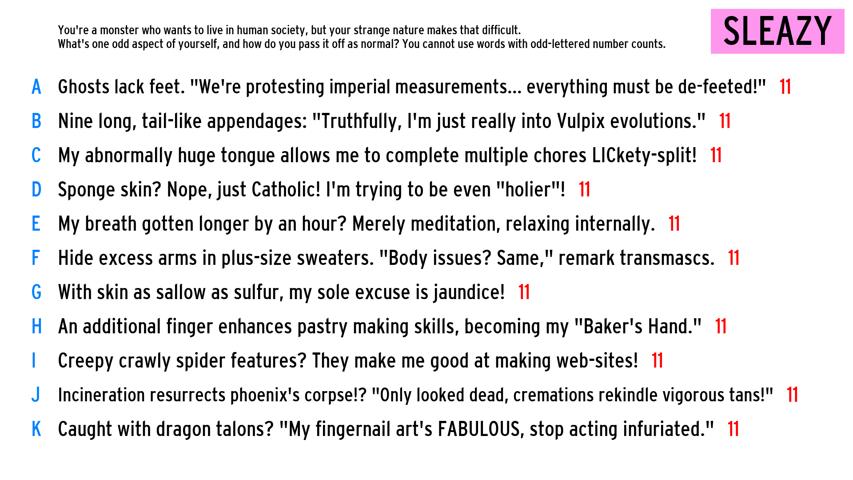 You're a monster who wants to live in human society, but your strange nature makes that difficult.
What's one odd aspect of yourself, and how do you pass it off as normal? You cannot use words with odd-lettered number counts.
SLEAZY
A Ghosts lack feet. "We're protesting imperial measurements... everything must be de-feeted!" 11
B Nine long, tail-like appendages: "Truthfully, I'm just really into Vulpix evolutions." 11
C My abnormally huge tongue allows me to complete multiple chores LICkety-split! 11
D Sponge skin? Nope, just Catholic! I'm trying to be even "holier"! 11
E My breath gotten longer by an hour? Merely meditation, relaxing internally. 11
F Hide excess arms in plus-size sweaters. "Body issues? Same," remark transmascs. 11
G With skin as sallow as sulfur, my sole excuse is jaundice! 11
H An additional finger enhances pastry making skills, becoming my "Baker's Hand." 11
I Creepy crawly spider features? They make me good at making web-sites! 11
J Incineration resurrects phoenix's corpse!? "Only looked dead, cremations rekindle vigorous tans!" 11
K Caught with dragon talons? "My fingernail art's FABULOUS, stop acting infuriated." 11